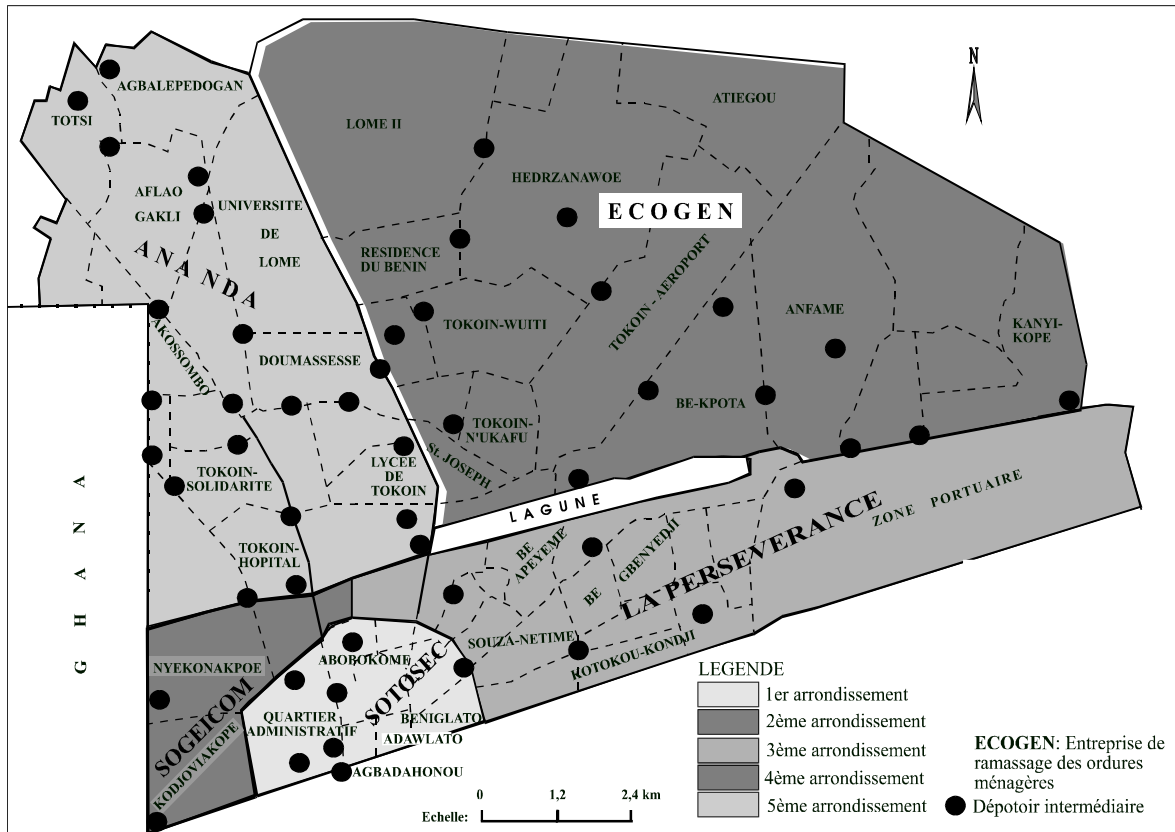 N
AGBALEPEDOGAN
TOTSI
ATIEGOU
LOME II
HEDRZANAWOE
AFLAO
GAKLI
UNIVERSITE
DE
LOME
ECOGEN
RESIDENCE
DU BENIN
ANANDA
TOKOIN-AEROPORT
TOKOIN-WUITI
ANFAME
KANYI-
KOPE
AKOSSOMBO
DOUMASSESSE
BE-KPOTA
TOKOIN-
N'UKAFU
St. JOSEPH
LYCEE
DE
TOKOIN
TOKOIN-
SOLIDARITE
LAGUNE
GHANA
ZONE PORTUAIRE
BE
APEYEME
BE GBENYEDJI
LA PERSEVERANCE
TOKOIN-
HOPITAL
SOUZA-NETIME
KOTOKOU-KONDJI
NYEKONAKPOE
ABOBOKOME
SOTOSEC
SOGEICOM
QUARTIER
ADMINISTRATIF
BENIGLATO
ADAWLATO
AGBADAHONOU
KODJOVIAKOPE
LEGENDE
1er arrondissement
2ème arrondissement
3ème arrondissement
4ème arrondissement
5ème arrondissement
ECOGEN: Entreprise de
ramassage des ordures
ménagères
Dépotoir intermédiaire
0 1,2 2,4 km
Echelle: